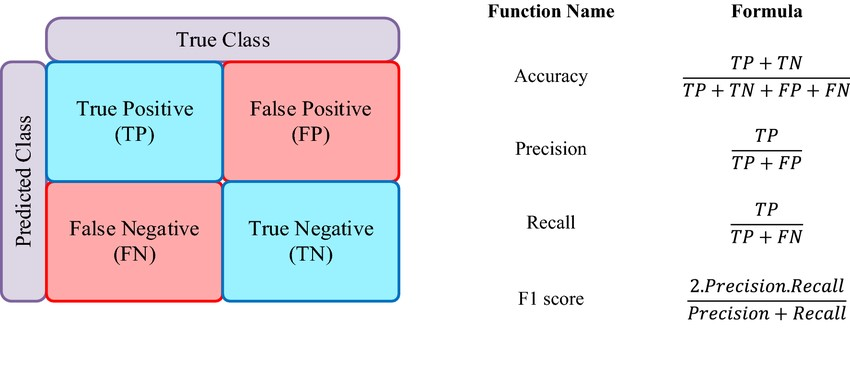 True Class
Predicted Class
True Positive
(TP)
False Positive
(FP)
False Negative
(FN)
True Negative
(TN)
Function Name Formula
Accuracy
TP + TN
TP + TN + FP + FN
Precision
TP
TP + FP
Recall
TP
TP + FN
F1 score
2.Precision.Recall
Precision + Recall